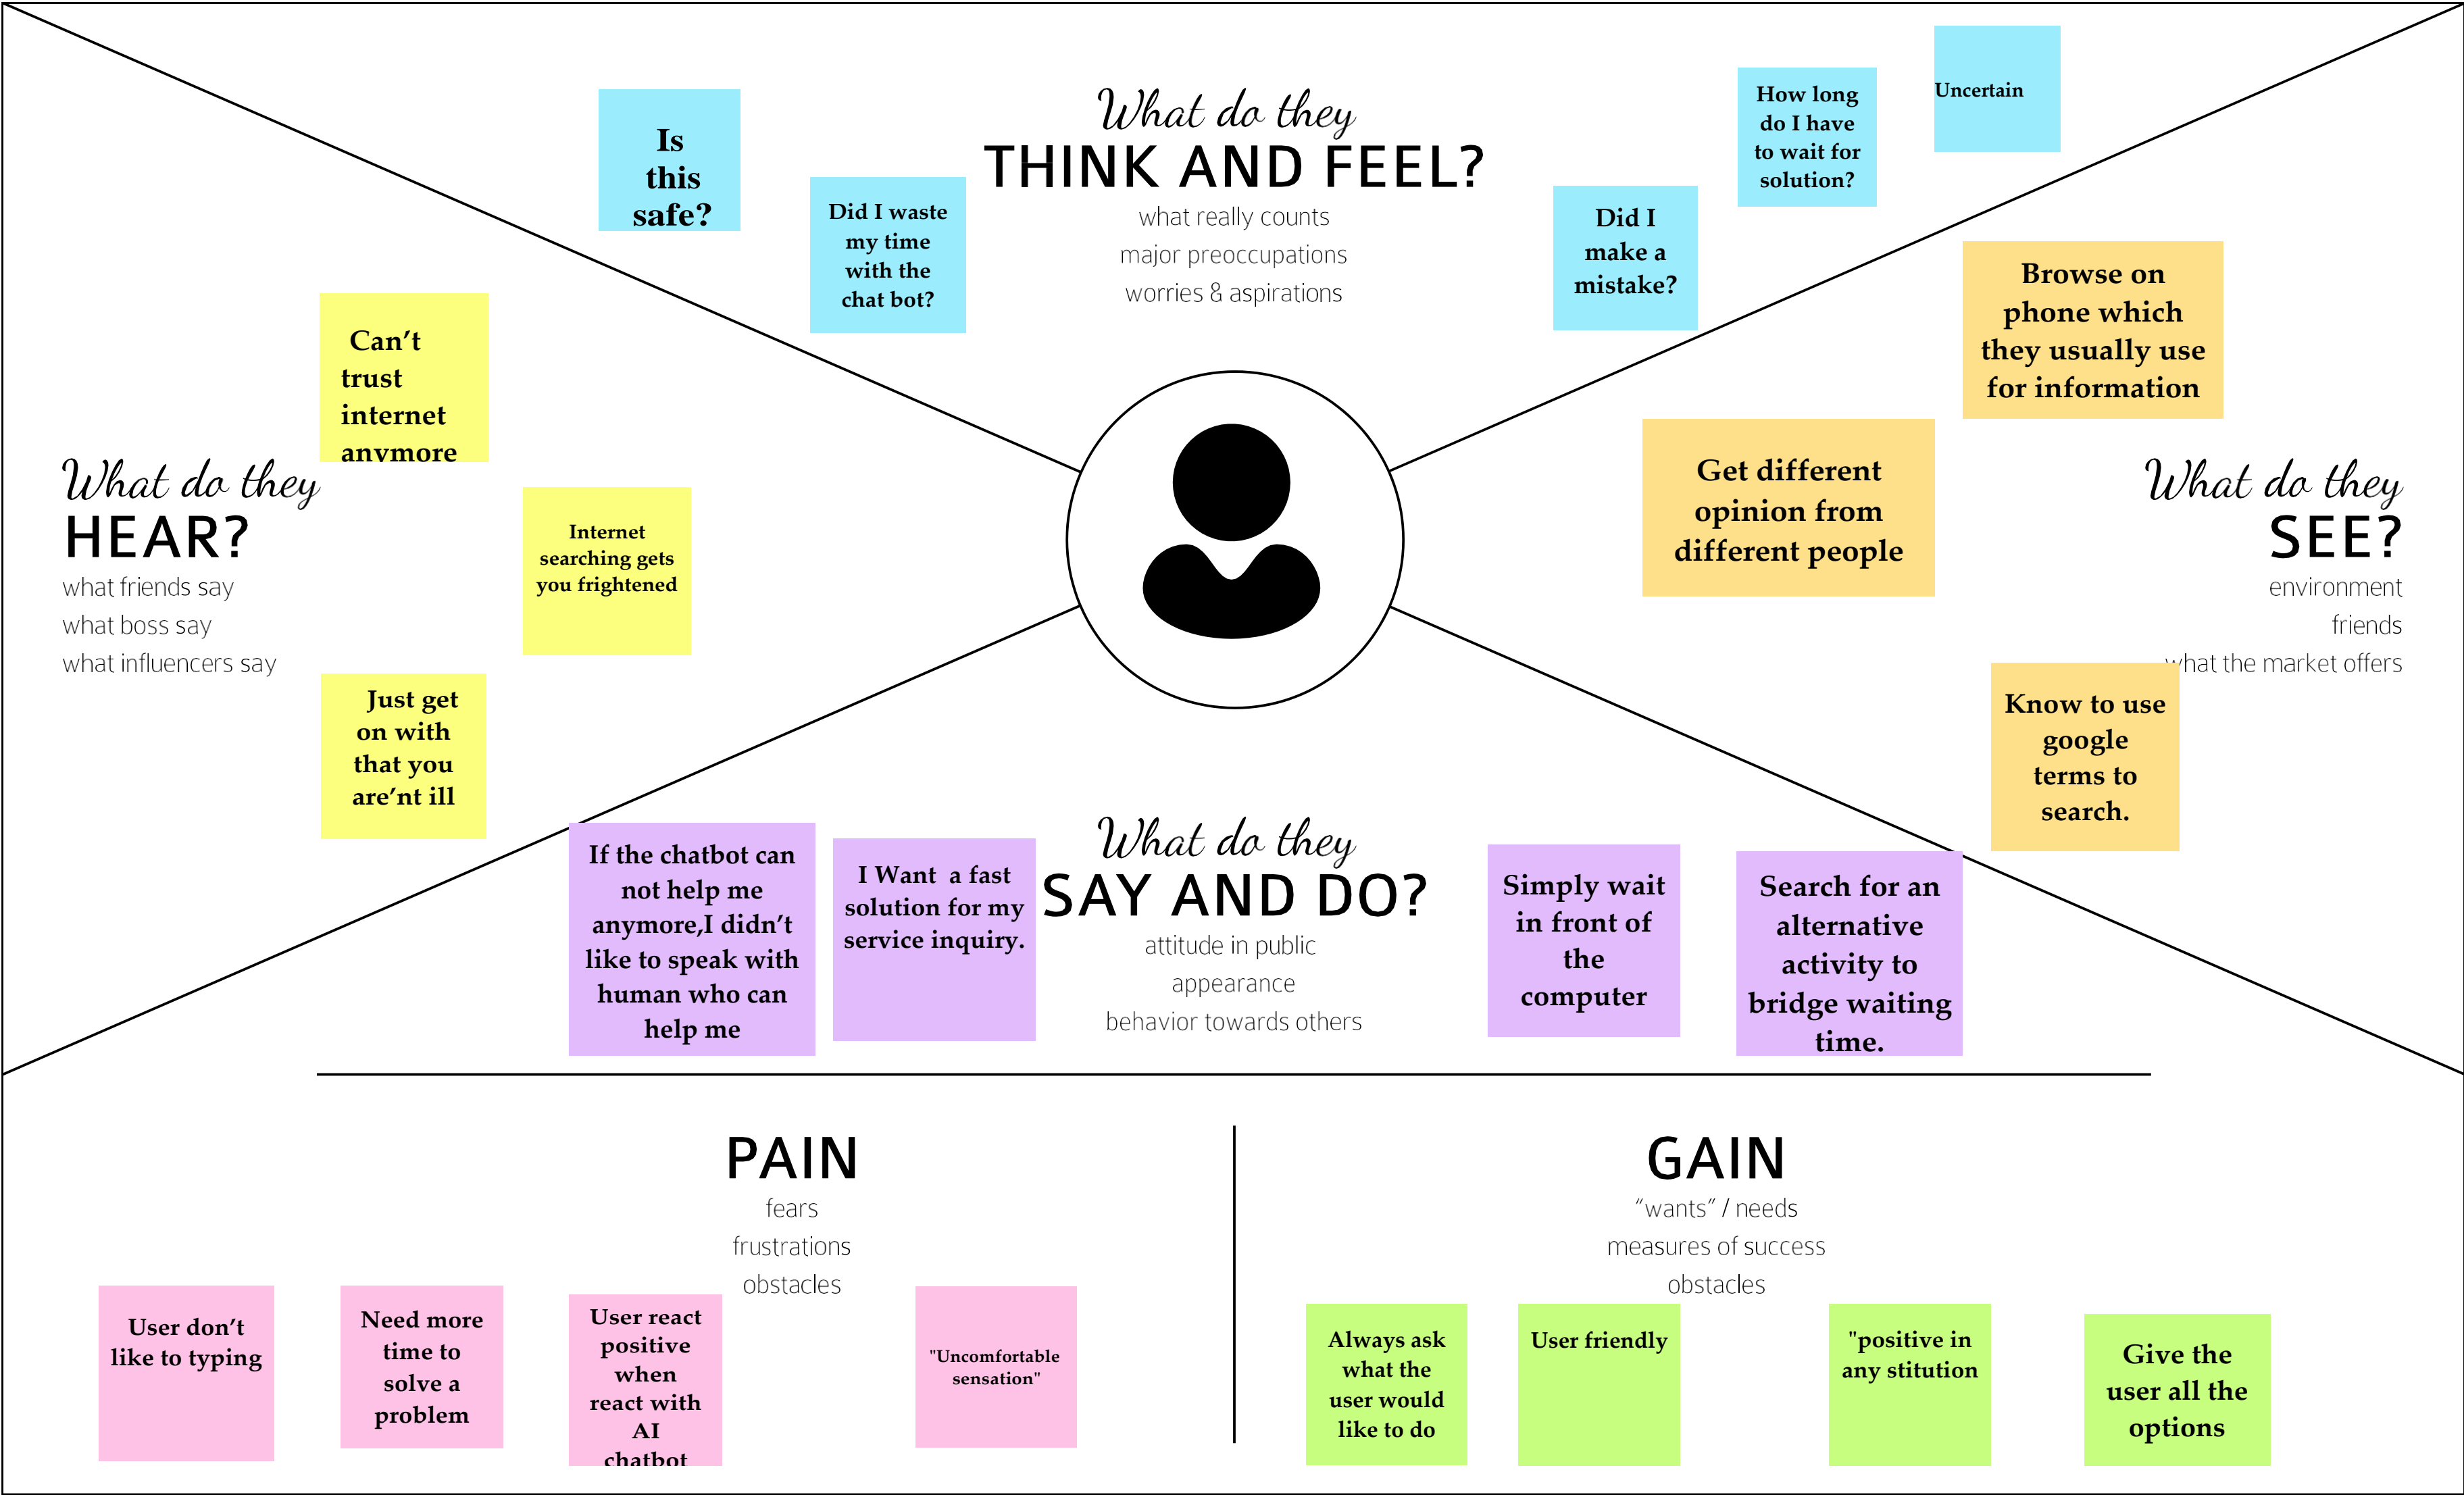 What do they
THINK AND FEEL?
what really counts
major preoccupations
worries & aspirations
Is
this
safe?
Did I waste
my time
with the
chat bot?
Did I
make a
mistake?
How long
do I have
to wait for
solution?
Uncertain
What do they
HEAR?
what friends say
what boss say
what influencers say
Can’t
trust
internet
anymore
Internet
searching gets
you frightened
Just get
on with
that you
are’nt ill
What do they
SEE?
environment
friends
what the market offers
Browse on
phone which
they usually use
for information
Get different
opinion from
different people
Know to use
google
terms to
search.
What do they
SAY AND DO?
attitude in public
appearance
behavior towards others
If the chatbot can
not help me
anymore,I didn’t
like to speak with
human who can
help me
I Want a fast
solution for my
service inquiry.
Simply wait
in front of
the
computer
Search for an
alternative
activity to
bridge waiting
time.
PAIN
fears
frustrations
obstacles
User don’t
like to typing
Need more
time to
solve a
problem
User react
positive
when
react with
AI
chatbot
"Uncomfortable
sensation"
GAIN
“wants” / needs
measures of success
obstacles
Always ask
what the
user would
like to do
User friendly
"positive in
any stitution
Give the
user all the
options